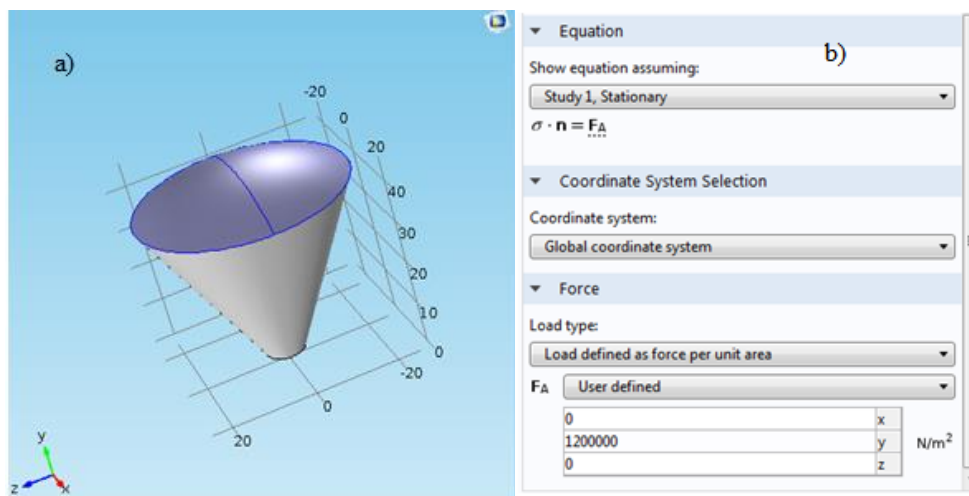 a)
-20
0
20
40
30
20
10
0
-20
0
20
y
z
x
Equation
b)
Show equation assuming:
Study 1, Stationary
σ · n = FA
Coordinate System Selection
Coordinate system:
Global coordinate system
Force
Load type:
Load defined as force per unit area
FA User defined
0 x
1200000 y N/m²
0 z